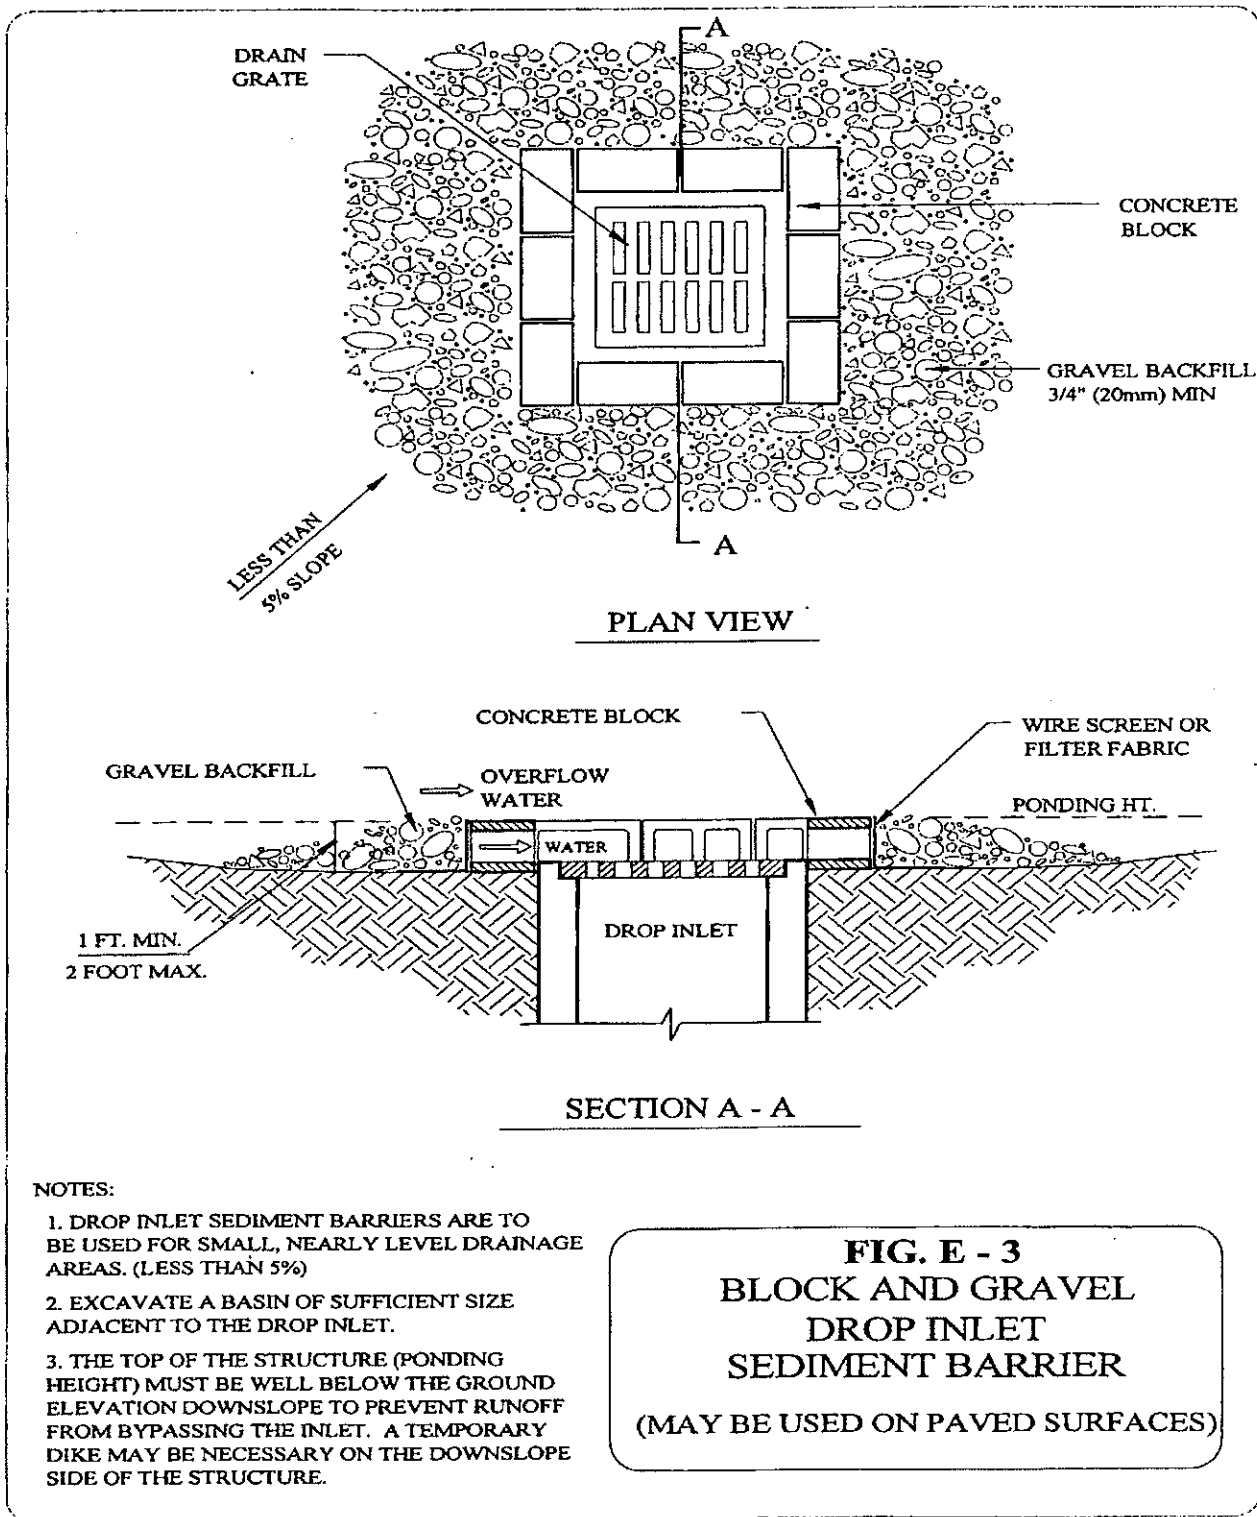 A
DRAIN
GRATE
CONCRETE
BLOCK
GRAVEL BACKFILL
3/4" (20mm) MIN
LESS THAN
5% SLOPE
A
PLAN VIEW
CONCRETE BLOCK
WIRE SCREEN OR
FILTER FABRIC
GRAVEL BACKFILL
OVERFLOW
WATER
PONDING HT.
WATER
DROP INLET
1 FT. MIN.
2 FOOT MAX.
SECTION A - A
NOTES:
1. DROP INLET SEDIMENT BARRIERS ARE TO
BE USED FOR SMALL, NEARLY LEVEL DRAINAGE
AREAS. (LESS THAN 5%)
2. EXCAVATE A BASIN OF SUFFICIENT SIZE
ADJACENT TO THE DROP INLET.
3. THE TOP OF THE STRUCTURE (PONDING
HEIGHT) MUST BE WELL BELOW THE GROUND
ELEVATION DOWNSLOPE TO PREVENT RUNOFF
FROM BYPASSING THE INLET. A TEMPORARY
DIKE MAY BE NECESSARY ON THE DOWNSLOPE
SIDE OF THE STRUCTURE.
FIG. E - 3
BLOCK AND GRAVEL
DROP INLET
SEDIMENT BARRIER
(MAY BE USED ON PAVED SURFACES)